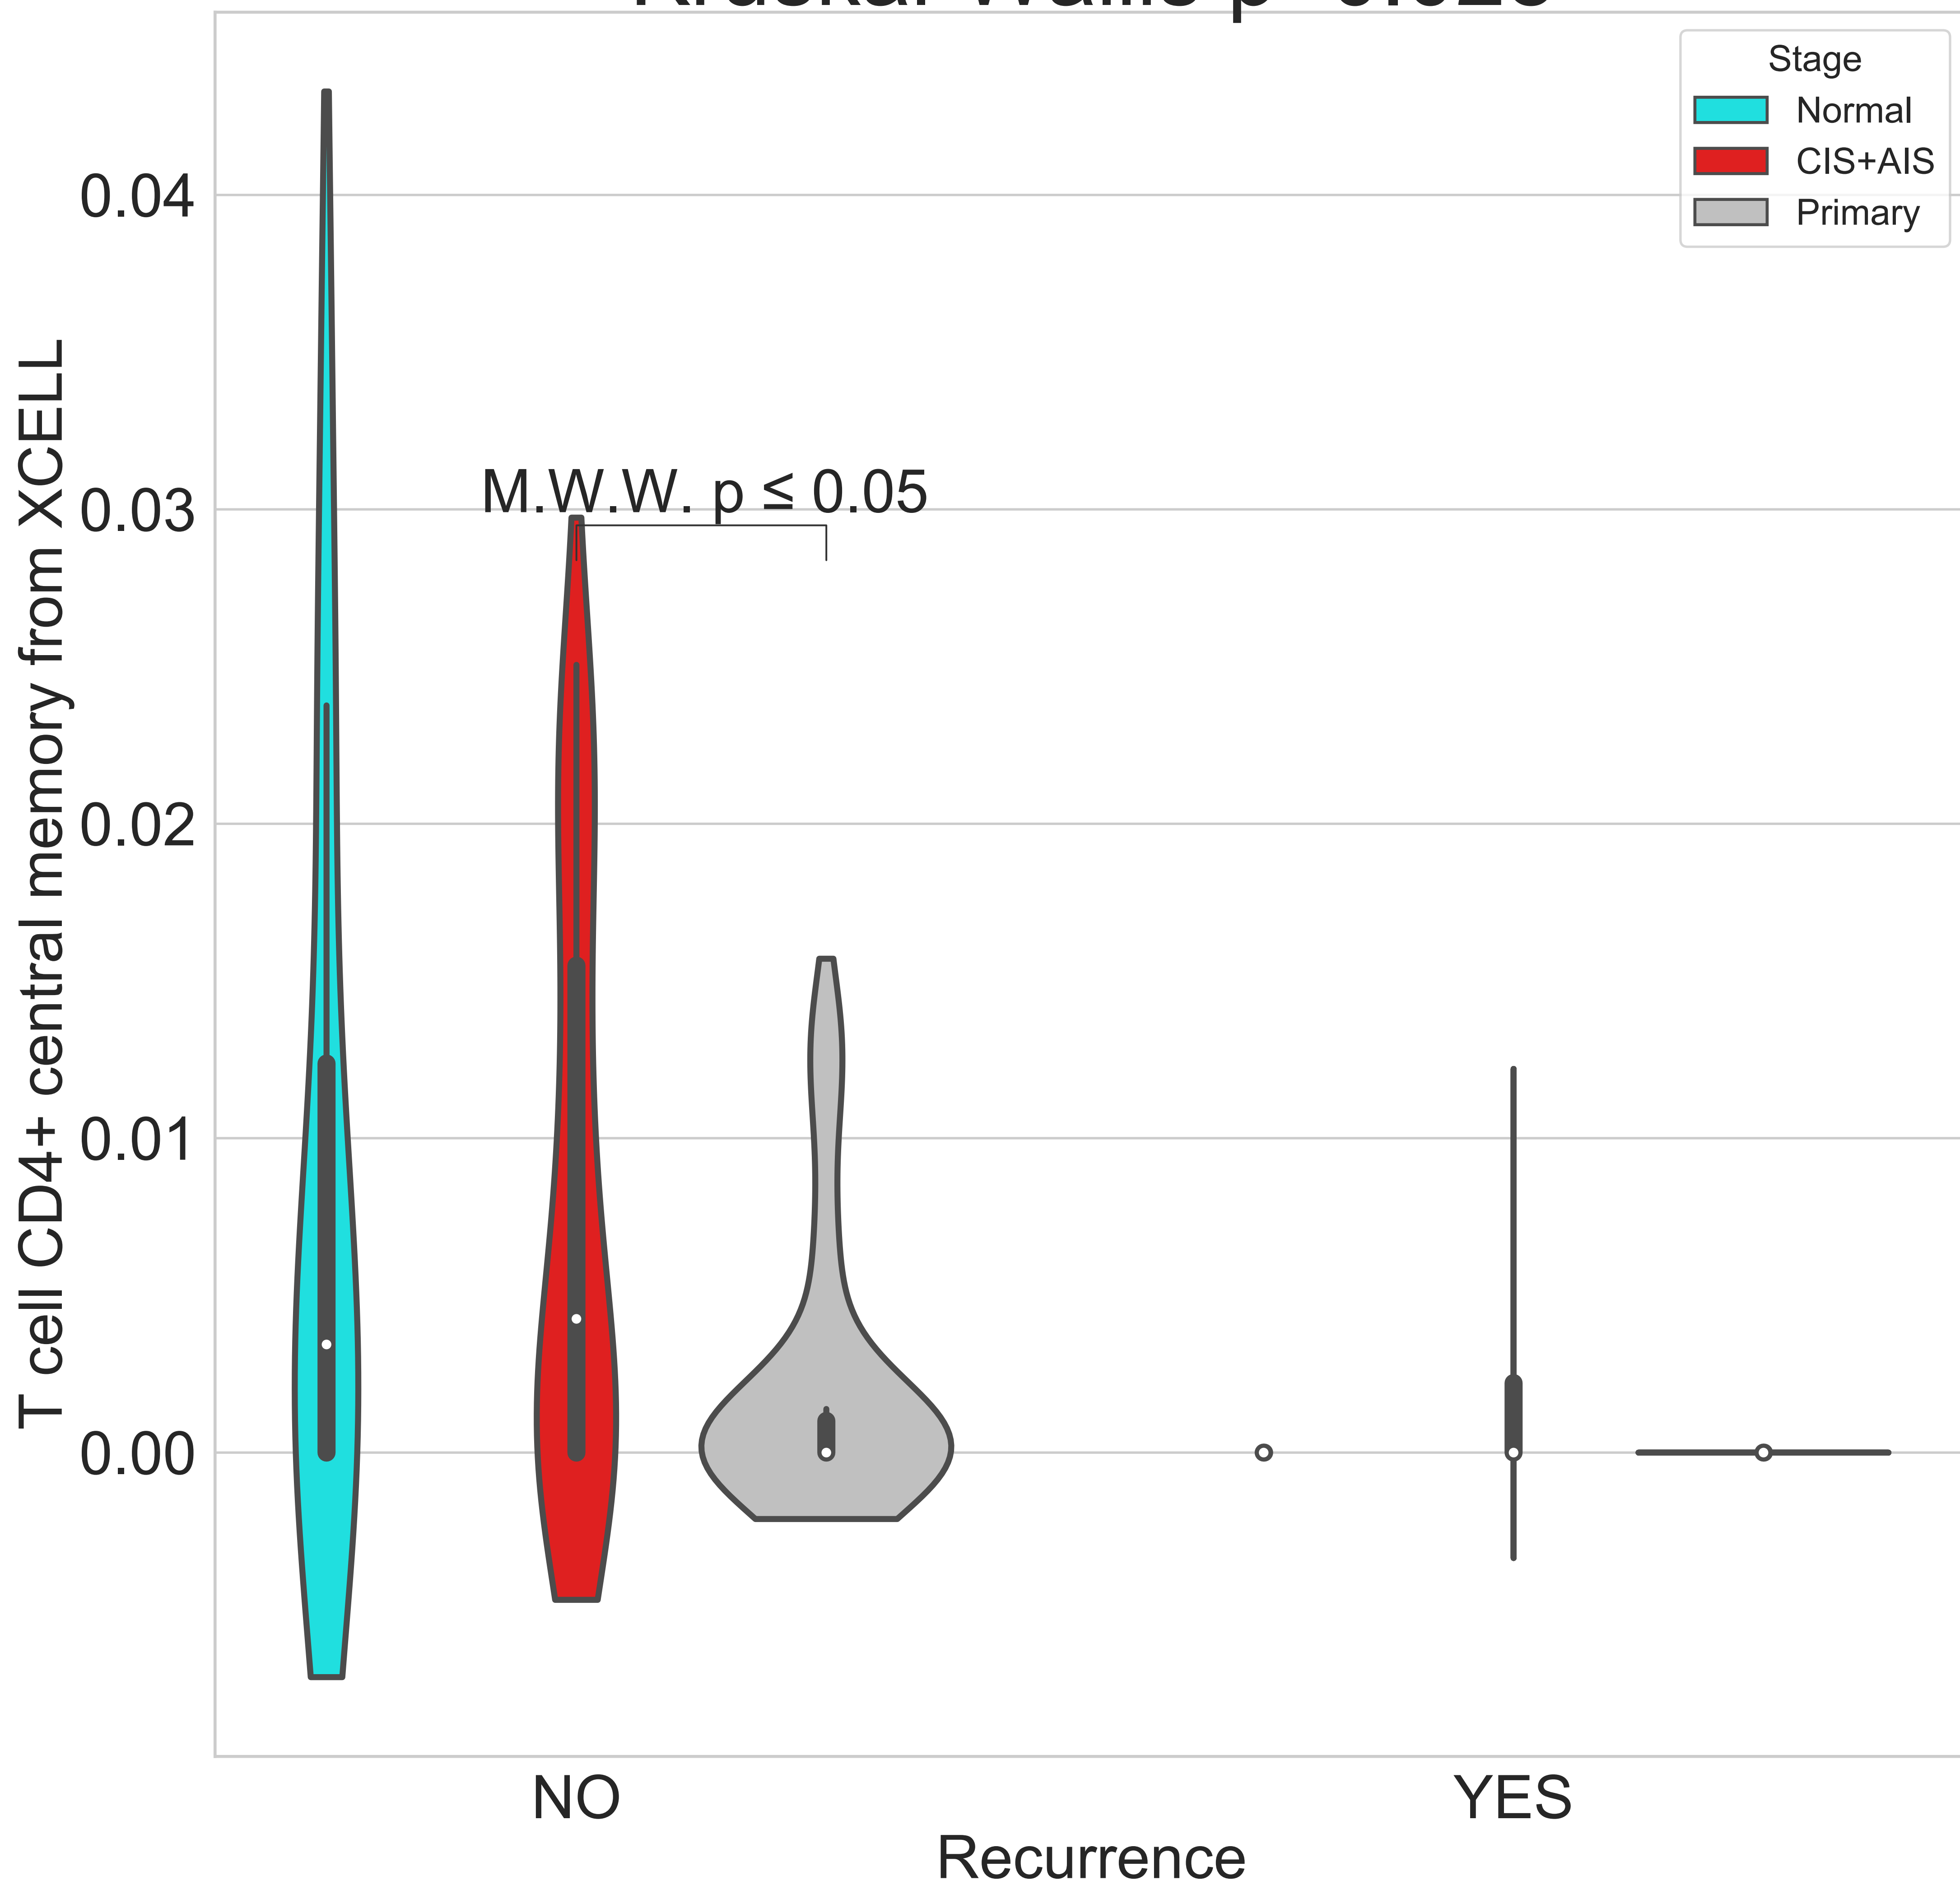 Stage
Normal
CIS+AIS
Primary
0.04
0.03
0.02
0.01
0.00
T cell CD4+ central memory from XCELL
M.W.W. p ≤ 0.05
NO
YES
Recurrence